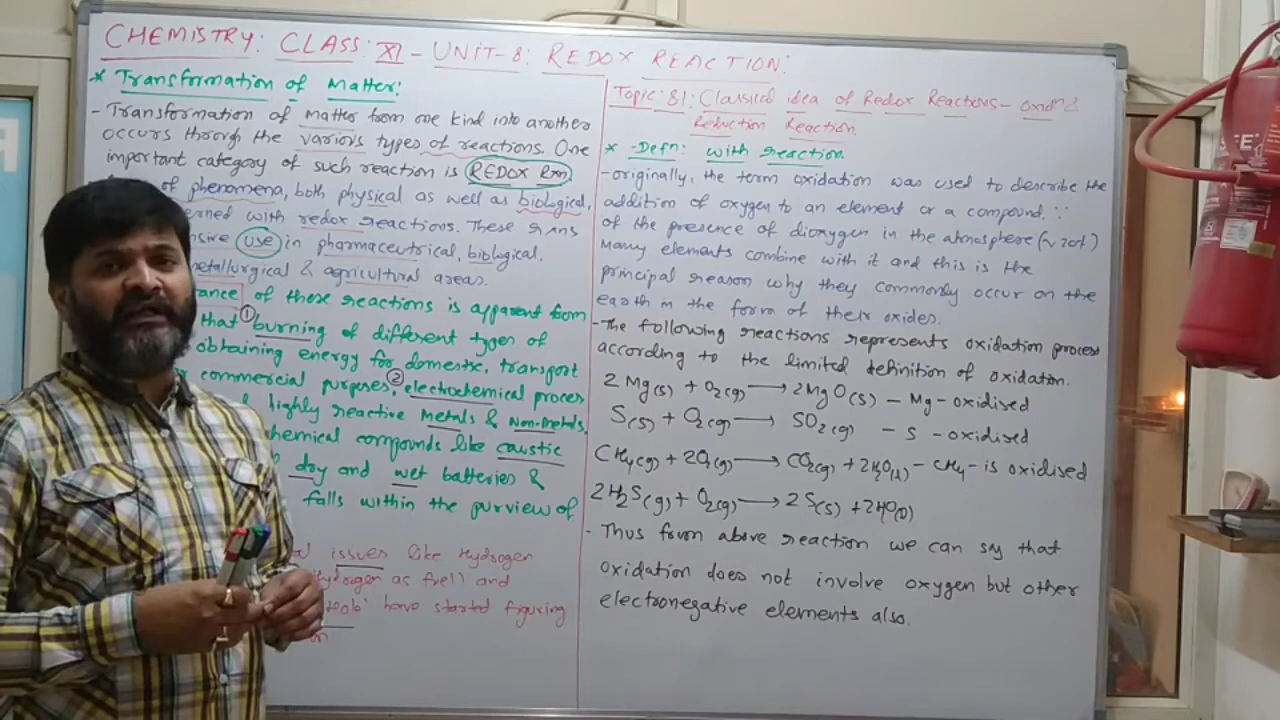 CHEMISTRY: CLASS: XI - UNIT-8: REDOX REACTION:
* Transformation of Matter:
- Transformation of matter from one kind into another
occurs through the various types of reactions. One
important category of such reaction is REDOX Rxn
of phenomena, both physical as well as biological,
erned with redox reactions. These rxns
nsive use in pharmaceutrical, biological,
metallurgical & agricultural areas.
tance of these reactions is apparent from
that ① burning of different types of
obtaining energy for domestic, transport
commercial purposes, ② electrochemical proces
highly reactive metals & Non-metals,
hemical compounds like caustic
dry and wet batteries &
falls within the purview of
issues like Hydrogen
(Hydrogen as fuel) and
have started figuring
Topic: 8.1: Classical idea of Redox Reactions - Oxidn &
Reduction Reaction.
* -Defn: with reaction.
- originally, the term oxidation was used to describe the
addition of oxygen to an element or a compound. ∵
of the presence of dioxygen in the atmosphere (~20%)
Many elements combine with it and this is the
principal reason why they commonly occur on the
earth in the form of their oxides.
- The following reactions represents oxidation process
according to the limited definition of oxidation.
2 Mg(s) + O2(g) → 2MgO(s) - Mg - oxidised
S(s) + O2(g) → SO2(g) - S - oxidised
CH4(g) + 2O2(g) → CO2(g) + 2H2O(l) - CH4 - is oxidised
2H2S(g) + O2(g) → 2S(s) + 2H2O(l)
- Thus from above reaction we can say that
oxidation does not involve oxygen but other
electronegative elements also.